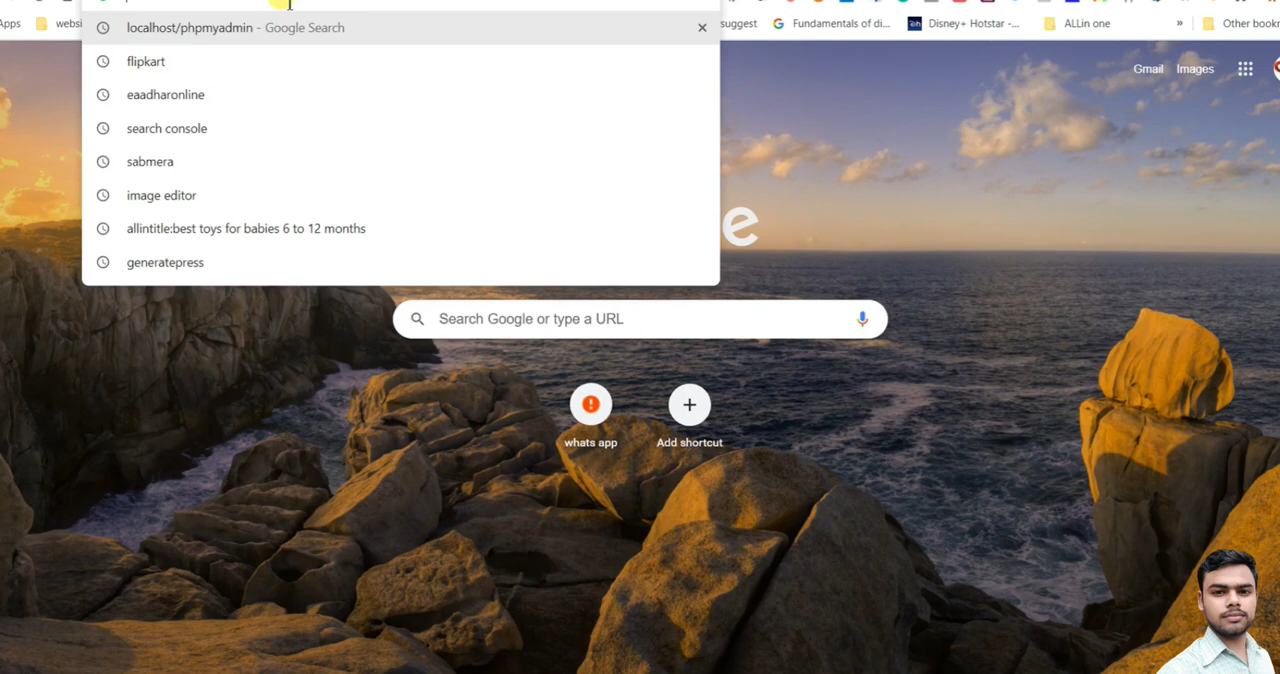 Apps websi suggest Fundamentals of di... Disney+ Hotstar -... ALLin one » Other bookr
localhost/phpmyadmin - Google Search
Gmail Images
flipkart
eaadharonline
search console
sabmera
image editor
allintitle:best toys for babies 6 to 12 months
e
generatepress
Search Google or type a URL
whats app Add shortcut